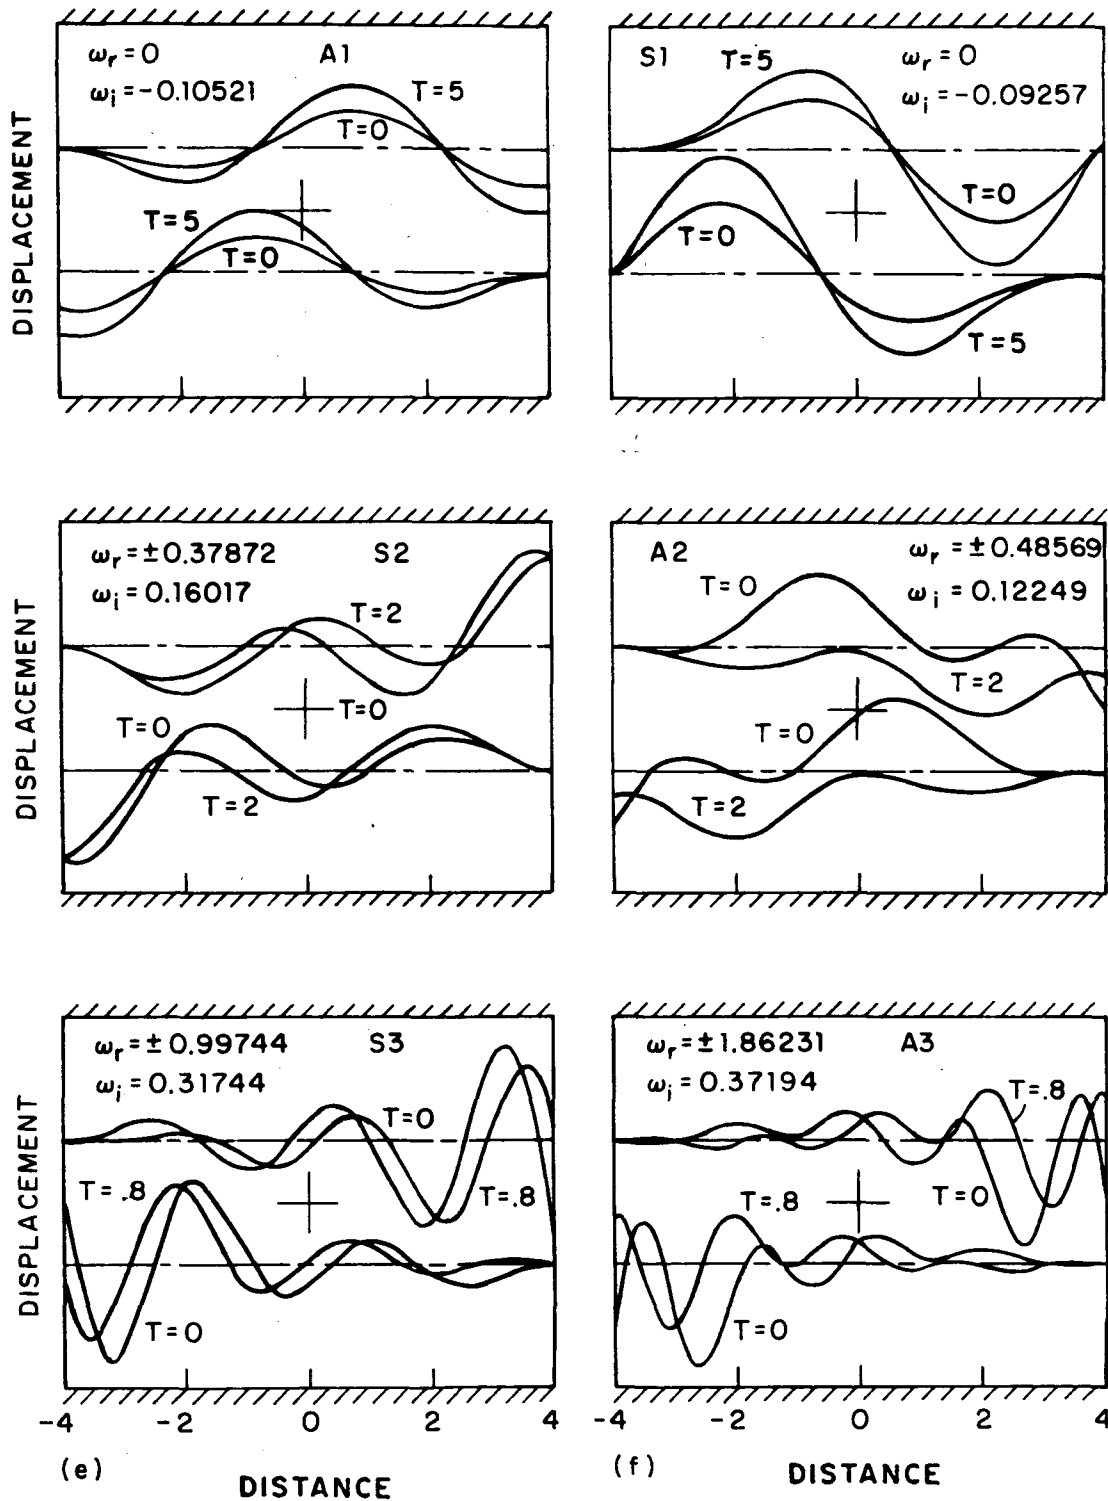 ωr = 0
A1
ωi = -0.10521
T = 5
T = 0
T = 5
T = 0
DISPLACEMENT
S1
T = 5
ωr = 0
ωi = -0.09257
T = 0
T = 0
T = 5
ωr = ±0.37872
S2
ωi = 0.16017
T = 2
T = 0
T = 0
T = 2
DISPLACEMENT
A2
ωr = ±0.48569
T = 0
ωi = 0.12249
T = 2
T = 0
T = 2
ωr = ±0.99744
S3
ωi = 0.31744
T = 0
T = .8
T = .8
T = 0
DISPLACEMENT
-4 -2 0 2 4
(e)
DISTANCE
ωr = ±1.86231
A3
ωi = 0.37194
T = .8
T = .8
T = 0
T = 0
-4 -2 0 2 4
(f)
DISTANCE